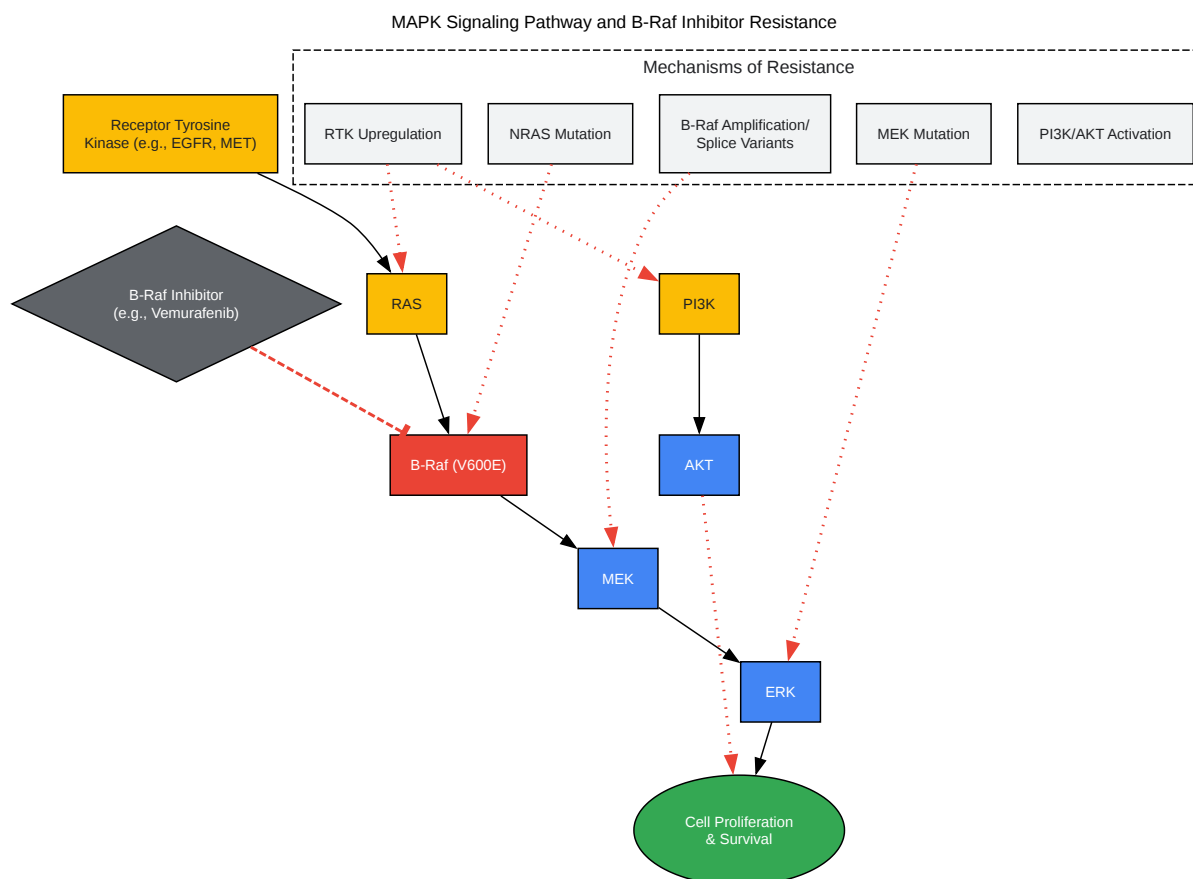 MAPK Signaling Pathway and B-Raf Inhibitor Resistance
Mechanisms of Resistance
Receptor Tyrosine
Kinase (e.g., EGFR, MET)
RTK Upregulation
NRAS Mutation
B-Raf Amplification/
Splice Variants
MEK Mutation
PI3K/AKT Activation
B-Raf Inhibitor
(e.g., Vemurafenib)
RAS
PI3K
B-Raf (V600E)
AKT
MEK
ERK
Cell Proliferation
& Survival